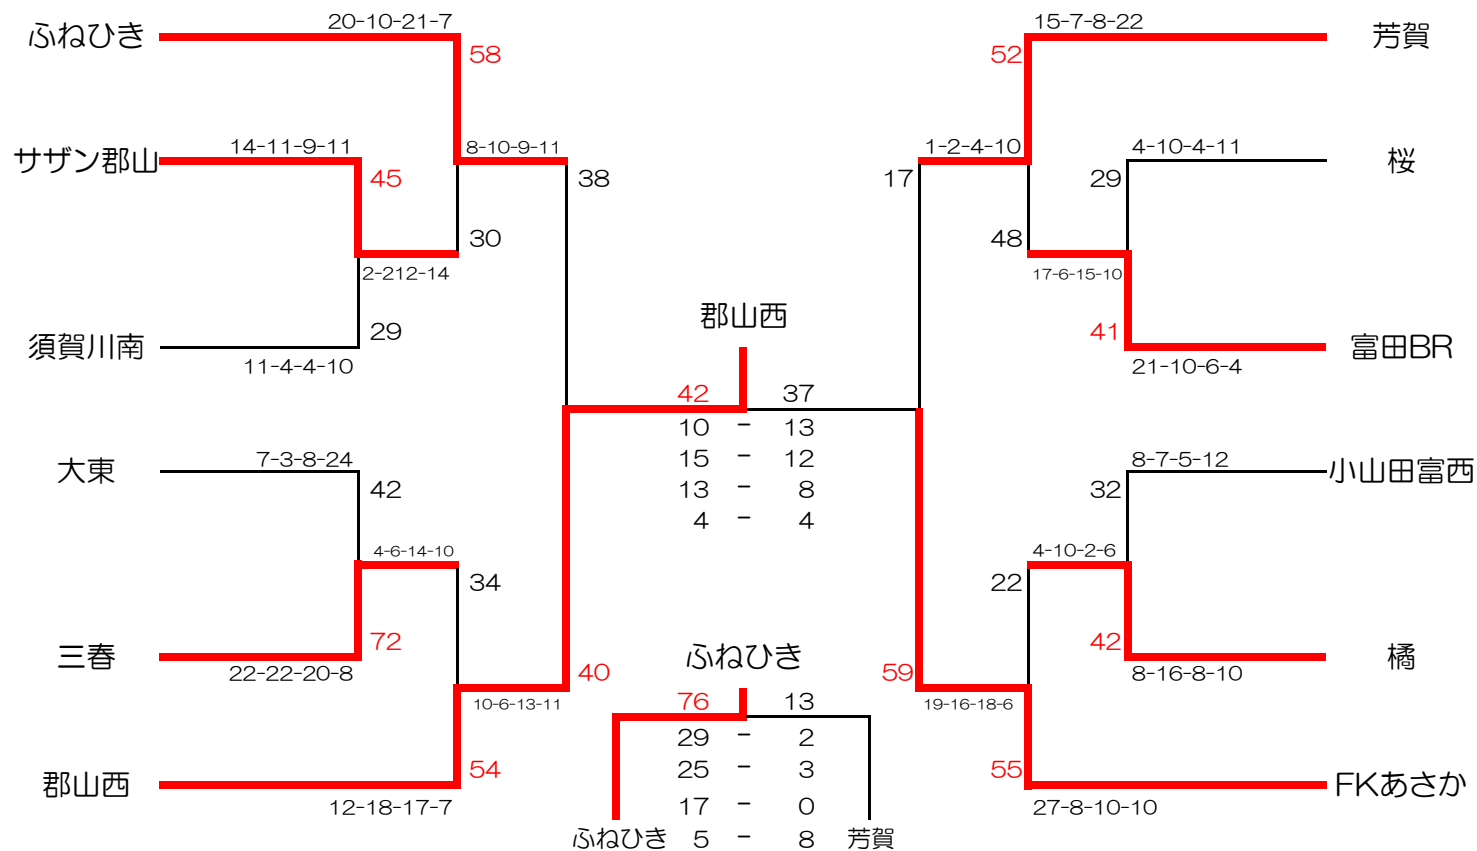 20-10-21-7
15-7-8-22
ふねひき
58
52
芳賀
14-11-9-11
8-10-9-11
1-2-4-10
4-10-4-11
サザン郡山
45
38
17
29
桜
30
48
2-212-14
17-6-15-10
29
41
須賀川南
郡山西
富田BR
11-4-4-10
21-10-6-4
42
37
10 - 13
15 - 12
13 - 8
4 - 4
7-3-8-24
8-7-5-12
大東
42
32
小山田富西
4-6-14-10
4-10-2-6
34
22
72
42
三春
橘
22-22-20-8
8-16-8-10
ふねひき
40
59
76
13
10-6-13-11
19-16-18-6
29 - 2
25 - 3
17 - 0
5 - 8
ふねひき
芳賀
54
55
郡山西
FKあさか
12-18-17-7
27-8-10-10